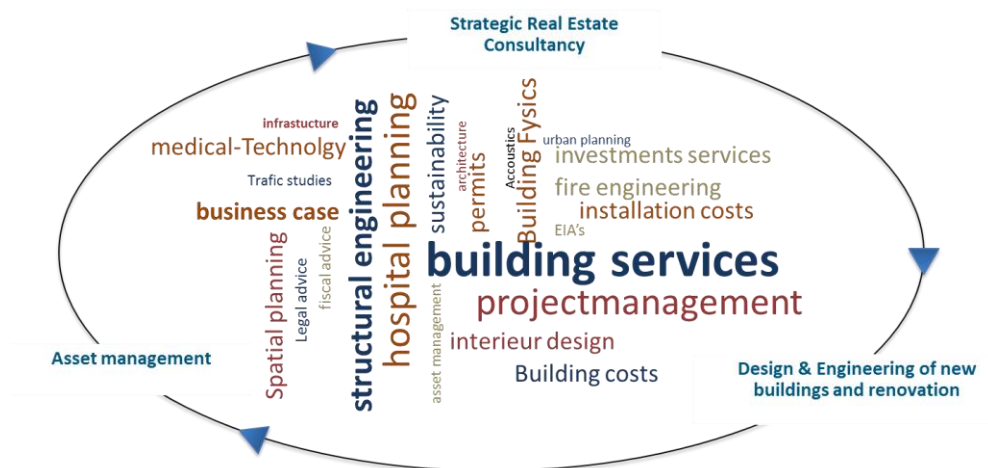 Strategic Real Estate
Consultancy
infrastucture
medical-Technolgy
Trafic studies
business case
Spatial planning
Legal advice
fiscal advice
structural engineering
hospital planning
sustainability
asset management
architecture
permits
Accoustics
Building Fysics
urban planning
investments services
fire engineering
installation costs
EIA's
building services
projectmanagement
interieur design
Building costs
Asset management
Design & Engineering of new
buildings and renovation